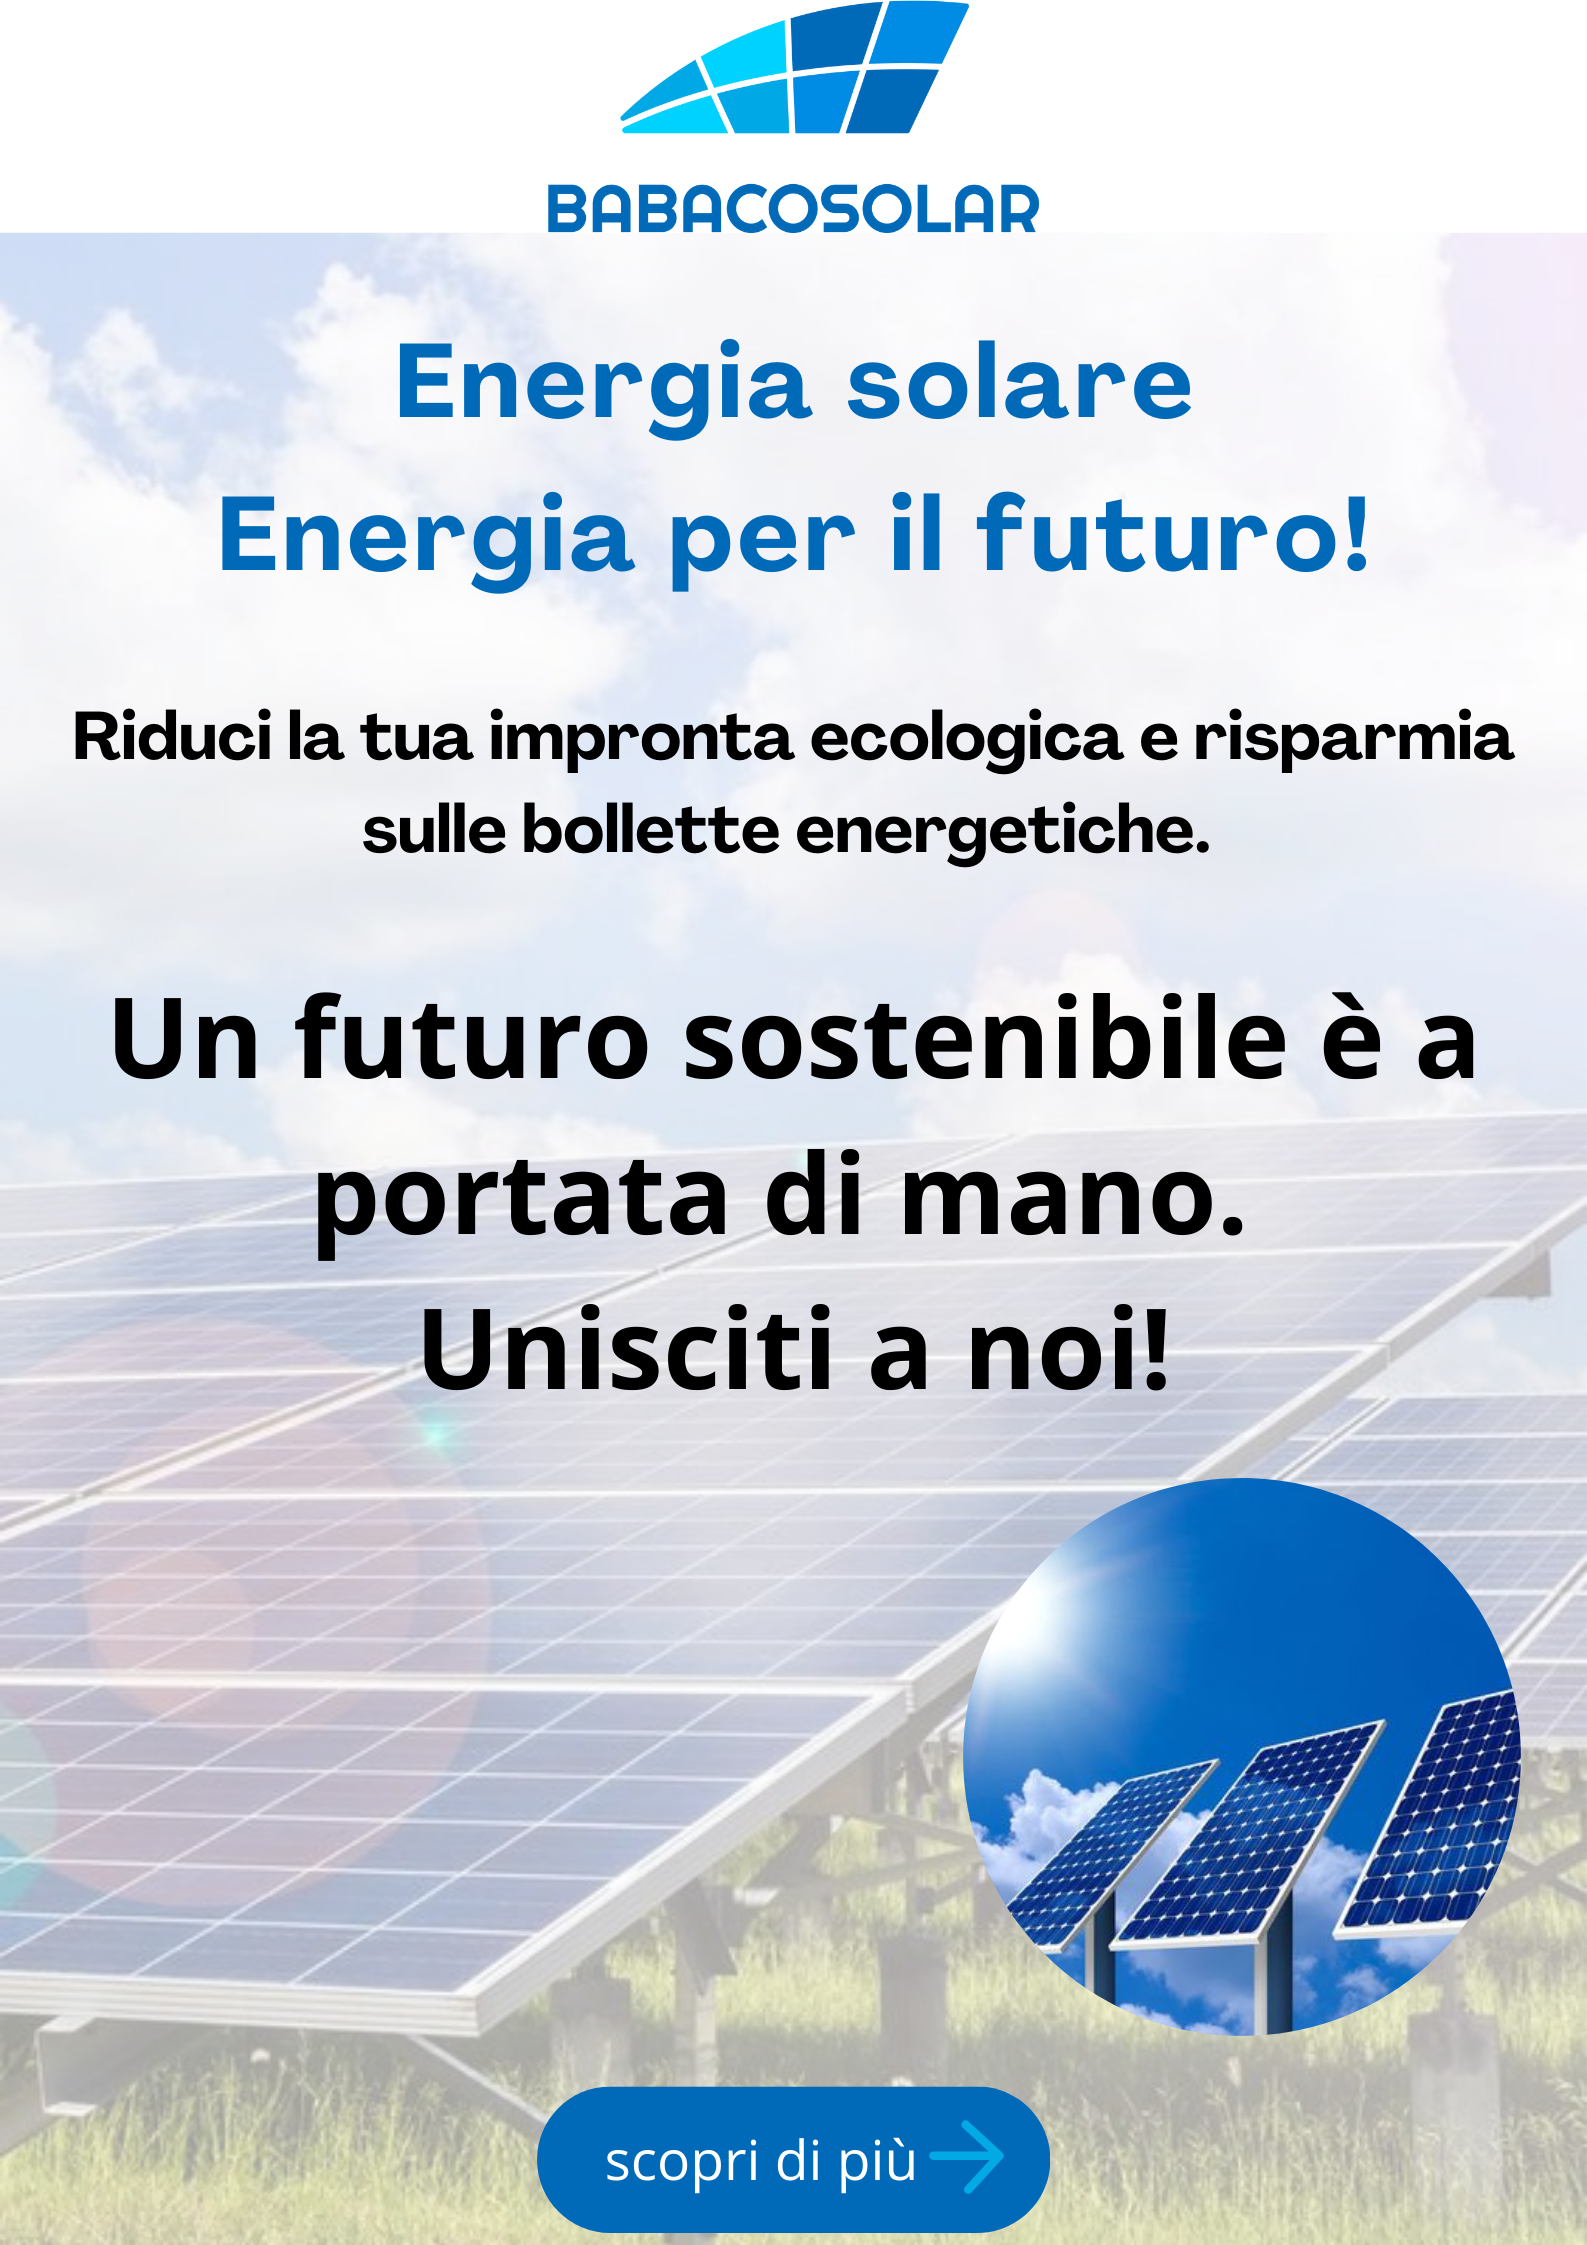 BABACOSOLAR
Energia solare
Energia per il futuro!
Riduci la tua impronta ecologica e risparmia
sulle bollette energetiche.
Un futuro sostenibile è a
portata di mano.
Unisciti a noi!
scopri di più